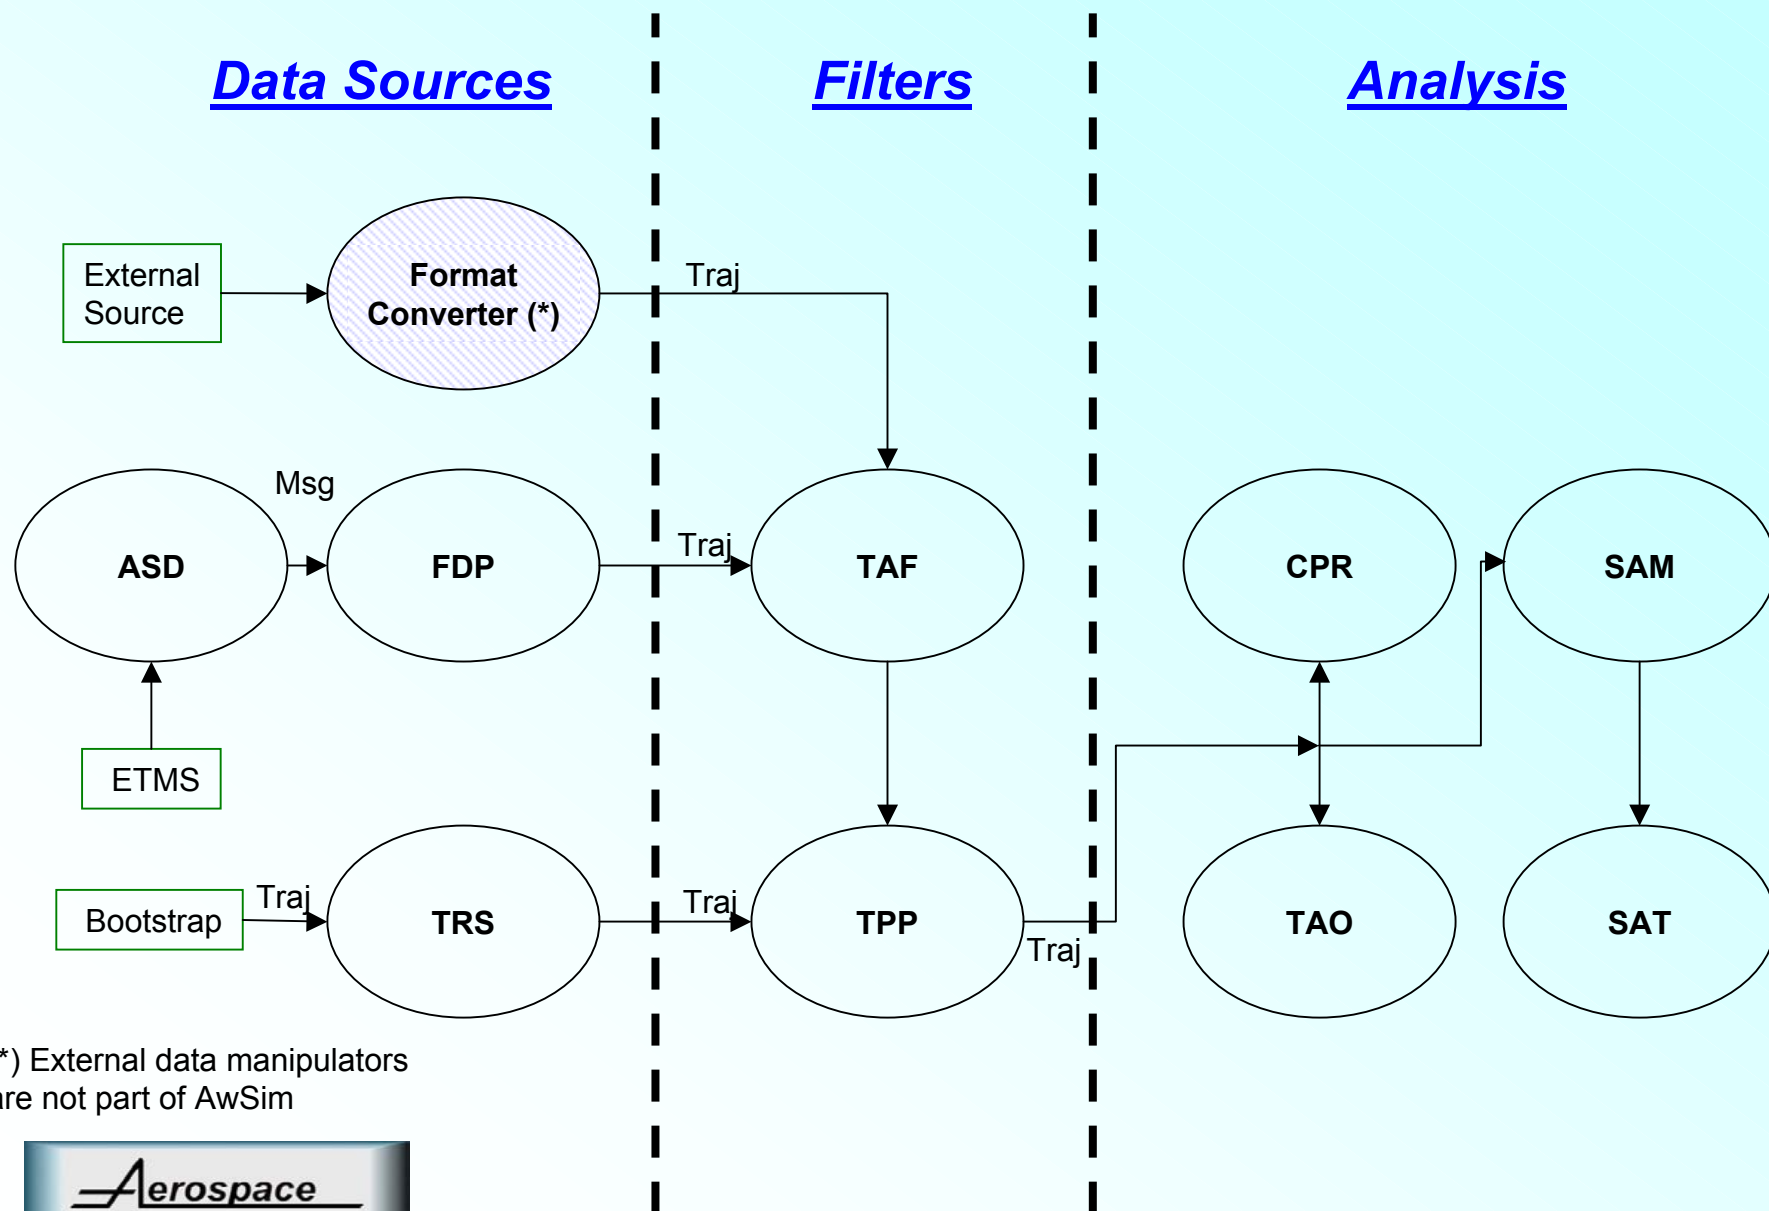 Data Sources
Filters
Analysis
External
Source
Format
Converter (*)
Traj
Msg
ASD
FDP
Traj
TAF
CPR
SAM
ETMS
Bootstrap
Traj
TRS
Traj
TPP
Traj
TAO
SAT
*) External data manipulators
are not part of AwSim
Aerospace